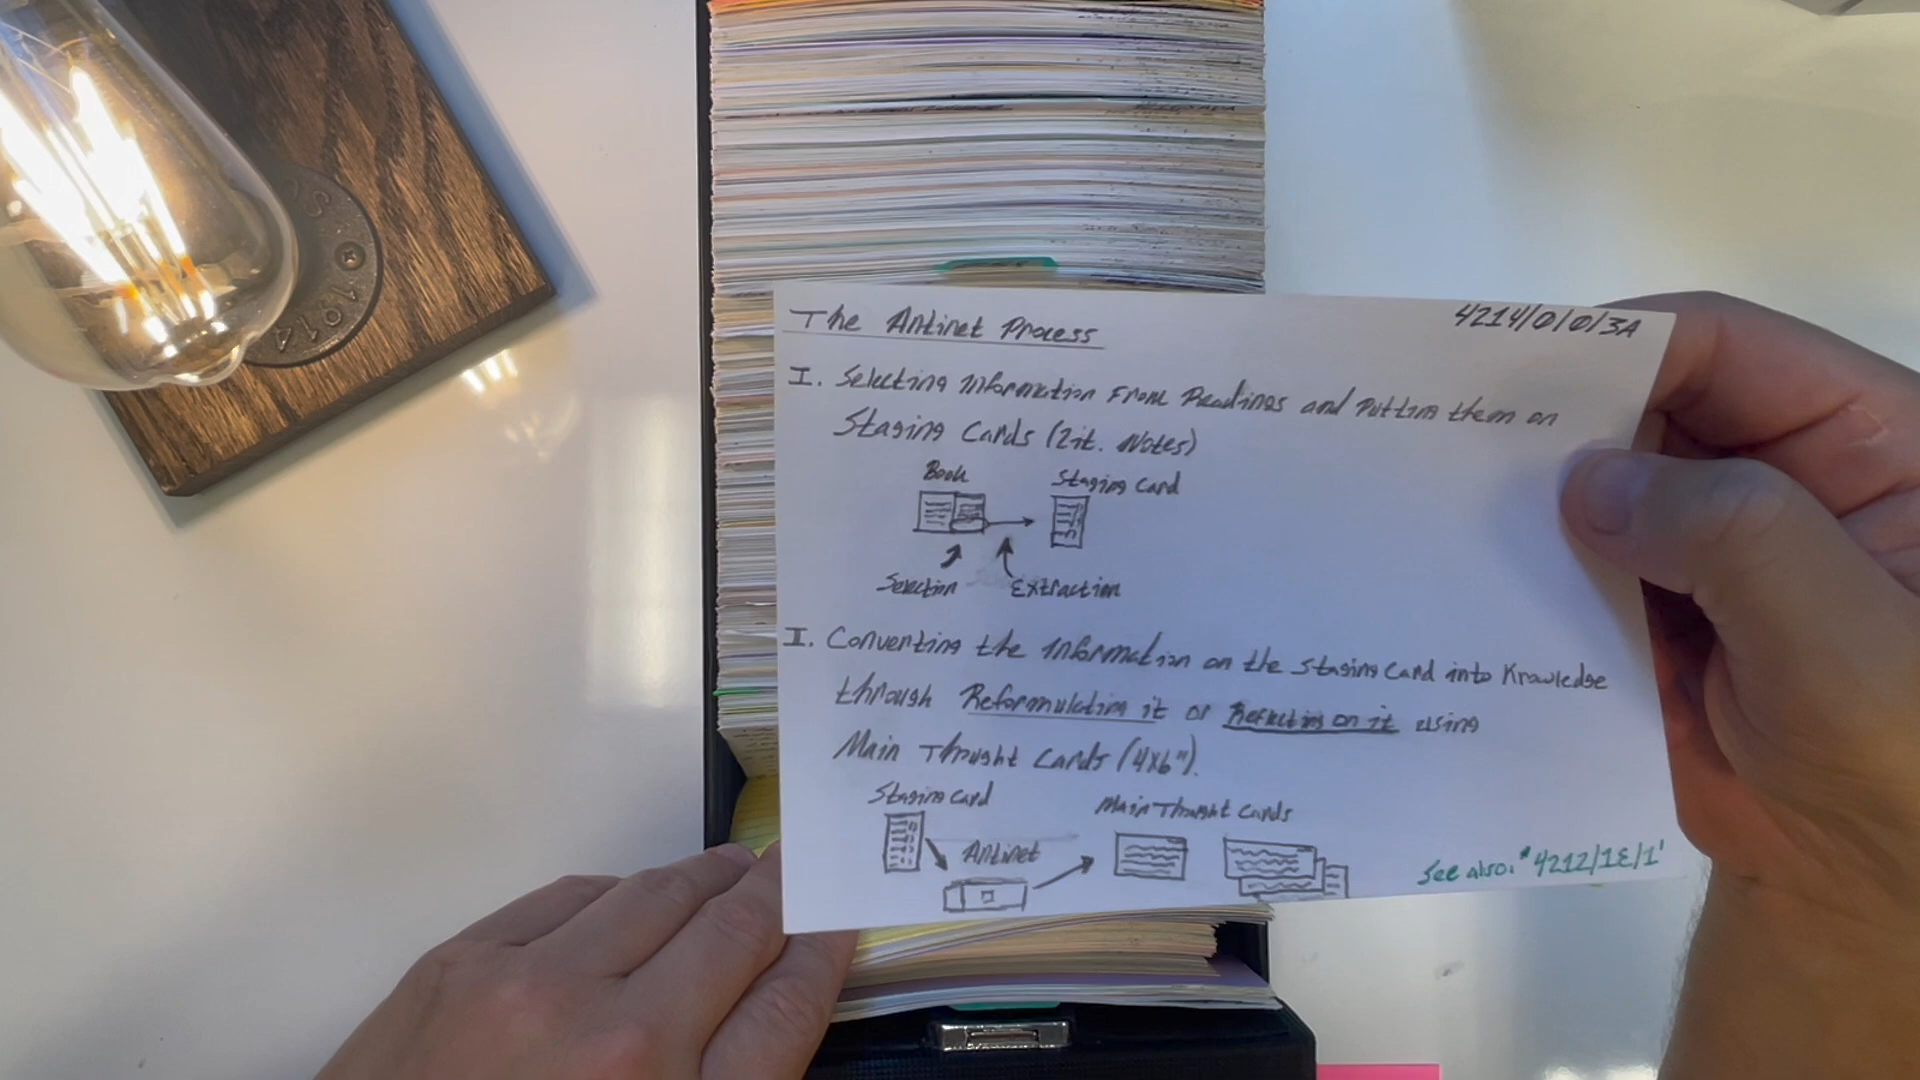 The Antinet Process
4214/0/0/3A
I. Selecting Information From Readings and Putting them on
Staging Cards (Lit. Notes)
Book
Staging Card
Selection
Extraction
I. Converting the Information on the Staging Card into Knowledge
through Reformulating it or Reflecting on it using
Main Thought Cards (4x6").
Staging Card
Main Thought Cards
Antinet
See also: 4212/1E/1
1014